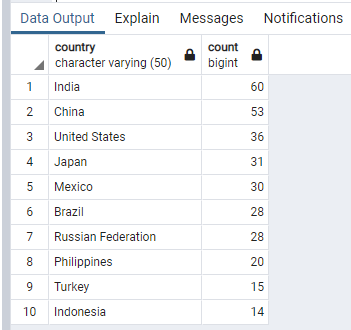 Data Output Explain Messages Notifications
country count
character varying (50) bigint
1 India 60
2 China 53
3 United States 36
4 Japan 31
5 Mexico 30
6 Brazil 28
7 Russian Federation 28
8 Philippines 20
9 Turkey 15
10 Indonesia 14